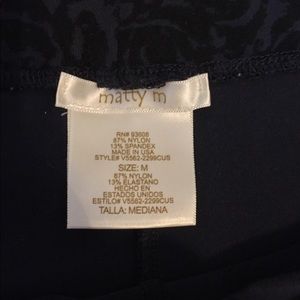 matty m
RN# 93608
87% NYLON
13% SPANDEX
MADE IN USA
STYLE# V5562-2299CUS
SIZE: M
87% NYLON
13% ELASTANO
HECHO EN
ESTADOS UNIDOS
ESTILO# V5562-2299CUS
TALLA: MEDIANA